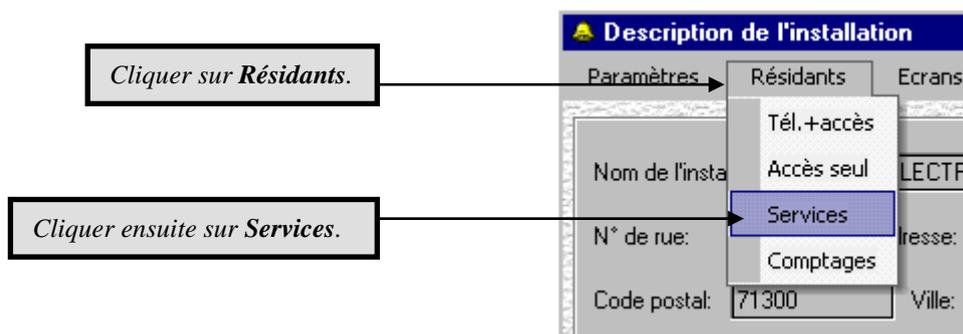 Description de l'installation
Cliquer sur Résidants.
Paramètres Résidants Ecrans
Tél.+accès
Nom de l'insta Accès seul LECTR
Services
Cliquer ensuite sur Services.
N° de rue: resse:
Comptages
Code postal: 71300 Ville: